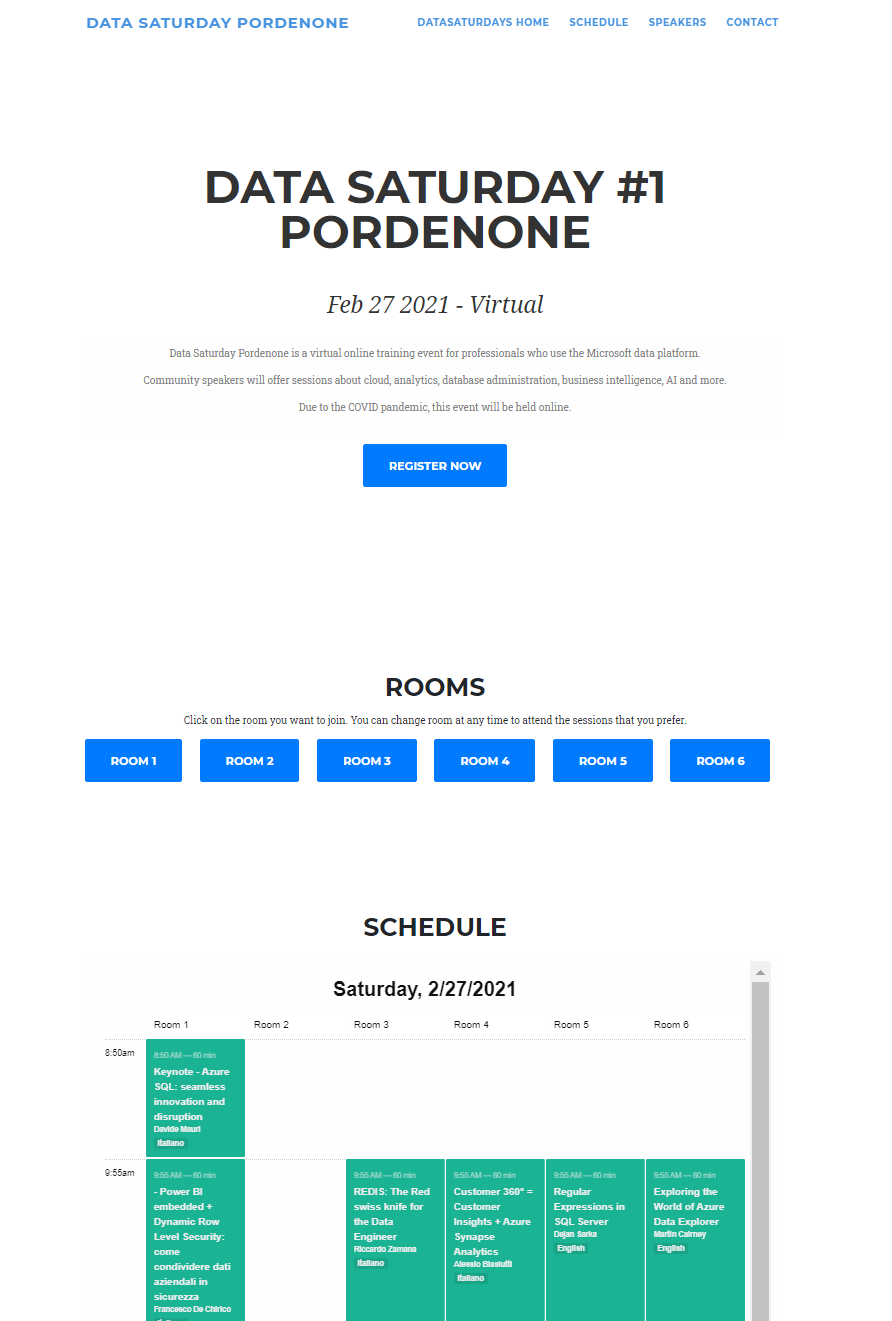 DATA SATURDAY PORDENONE
DATASATURDAYS HOME SCHEDULE SPEAKERS CONTACT
DATA SATURDAY #1
PORDENONE
Feb 27 2021 - Virtual
Data Saturday Pordenone is a virtual online training event for professionals who use the Microsoft data platform.
Community speakers will offer sessions about cloud, analytics, database administration, business intelligence, AI and more.
Due to the COVID pandemic, this event will be held online.
REGISTER NOW
ROOMS
Click on the room you want to join. You can change room at any time to attend the sessions that you prefer.
ROOM 1 ROOM 2 ROOM 3 ROOM 4 ROOM 5 ROOM 6
SCHEDULE
Saturday, 2/27/2021
Room 1 Room 2 Room 3 Room 4 Room 5 Room 6
8:50am
8:50 AM — 60 min
Keynote - Azure
SQL: seamless
innovation and
disruption
Davide Mauri
Italiano
9:55am
9:55 AM — 60 min
- Power BI
embedded +
Dynamic Row
Level Security:
come
condividere dati
aziendali in
sicurezza
Francesco De Chirico
9:55 AM — 60 min
REDIS: The Red
swiss knife for
the Data
Engineer
Riccardo Zamana
Italiano
9:55 AM — 60 min
Customer 360° =
Customer
Insights + Azure
Synapse
Analytics
Alessio Biasiutti
Italiano
9:55 AM — 60 min
Regular
Expressions in
SQL Server
Dejan Sarka
English
9:55 AM — 60 min
Exploring the
World of Azure
Data Explorer
Martin Cairney
English